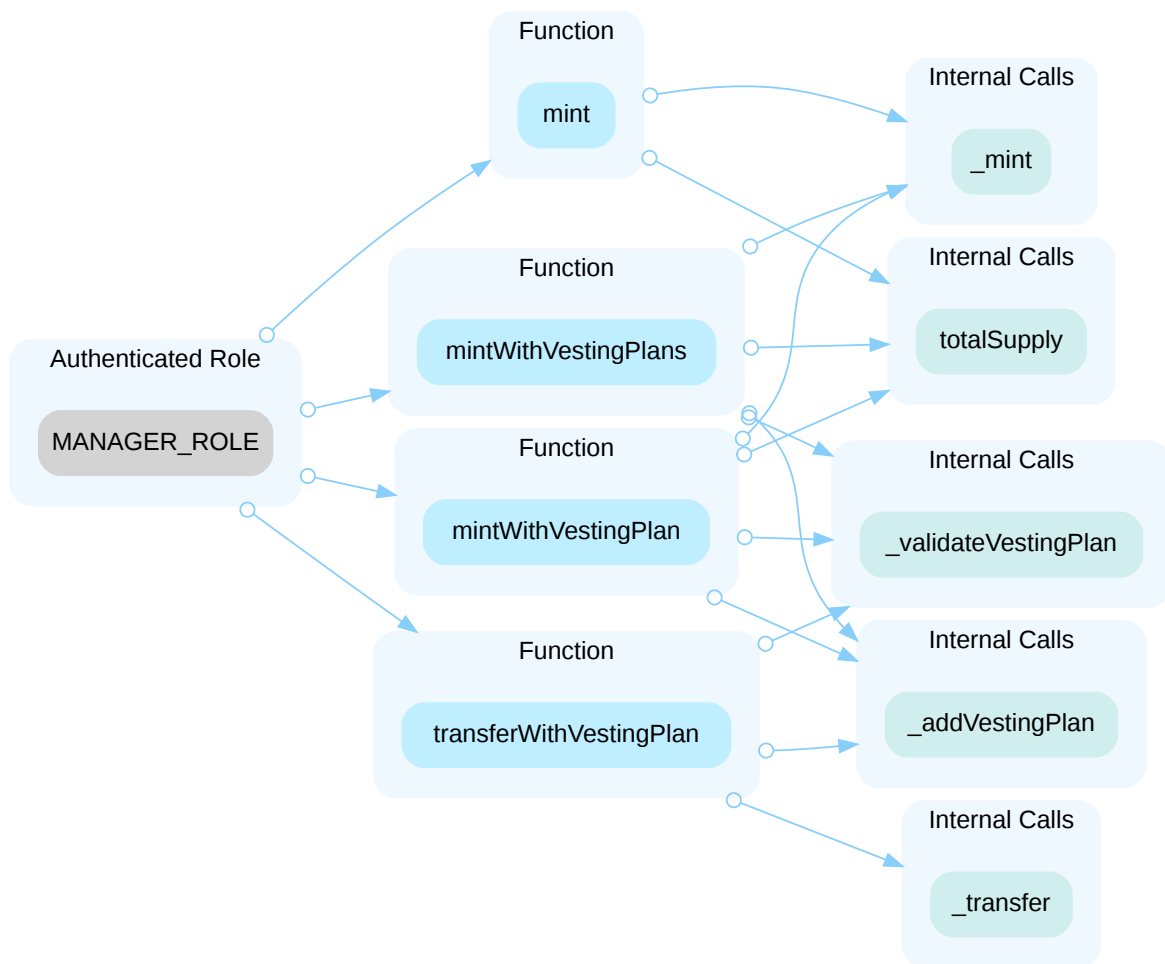 Function
mint
Internal Calls
_mint
Function
mintWithVestingPlans
Internal Calls
totalSupply
Authenticated Role
MANAGER_ROLE
Function
mintWithVestingPlan
Internal Calls
_validateVestingPlan
Function
transferWithVestingPlan
Internal Calls
_addVestingPlan
Internal Calls
_transfer